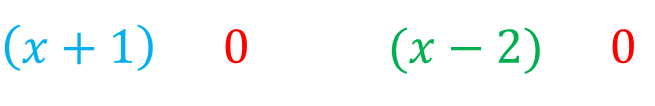 (x + 1) 0 (x − 2) 0